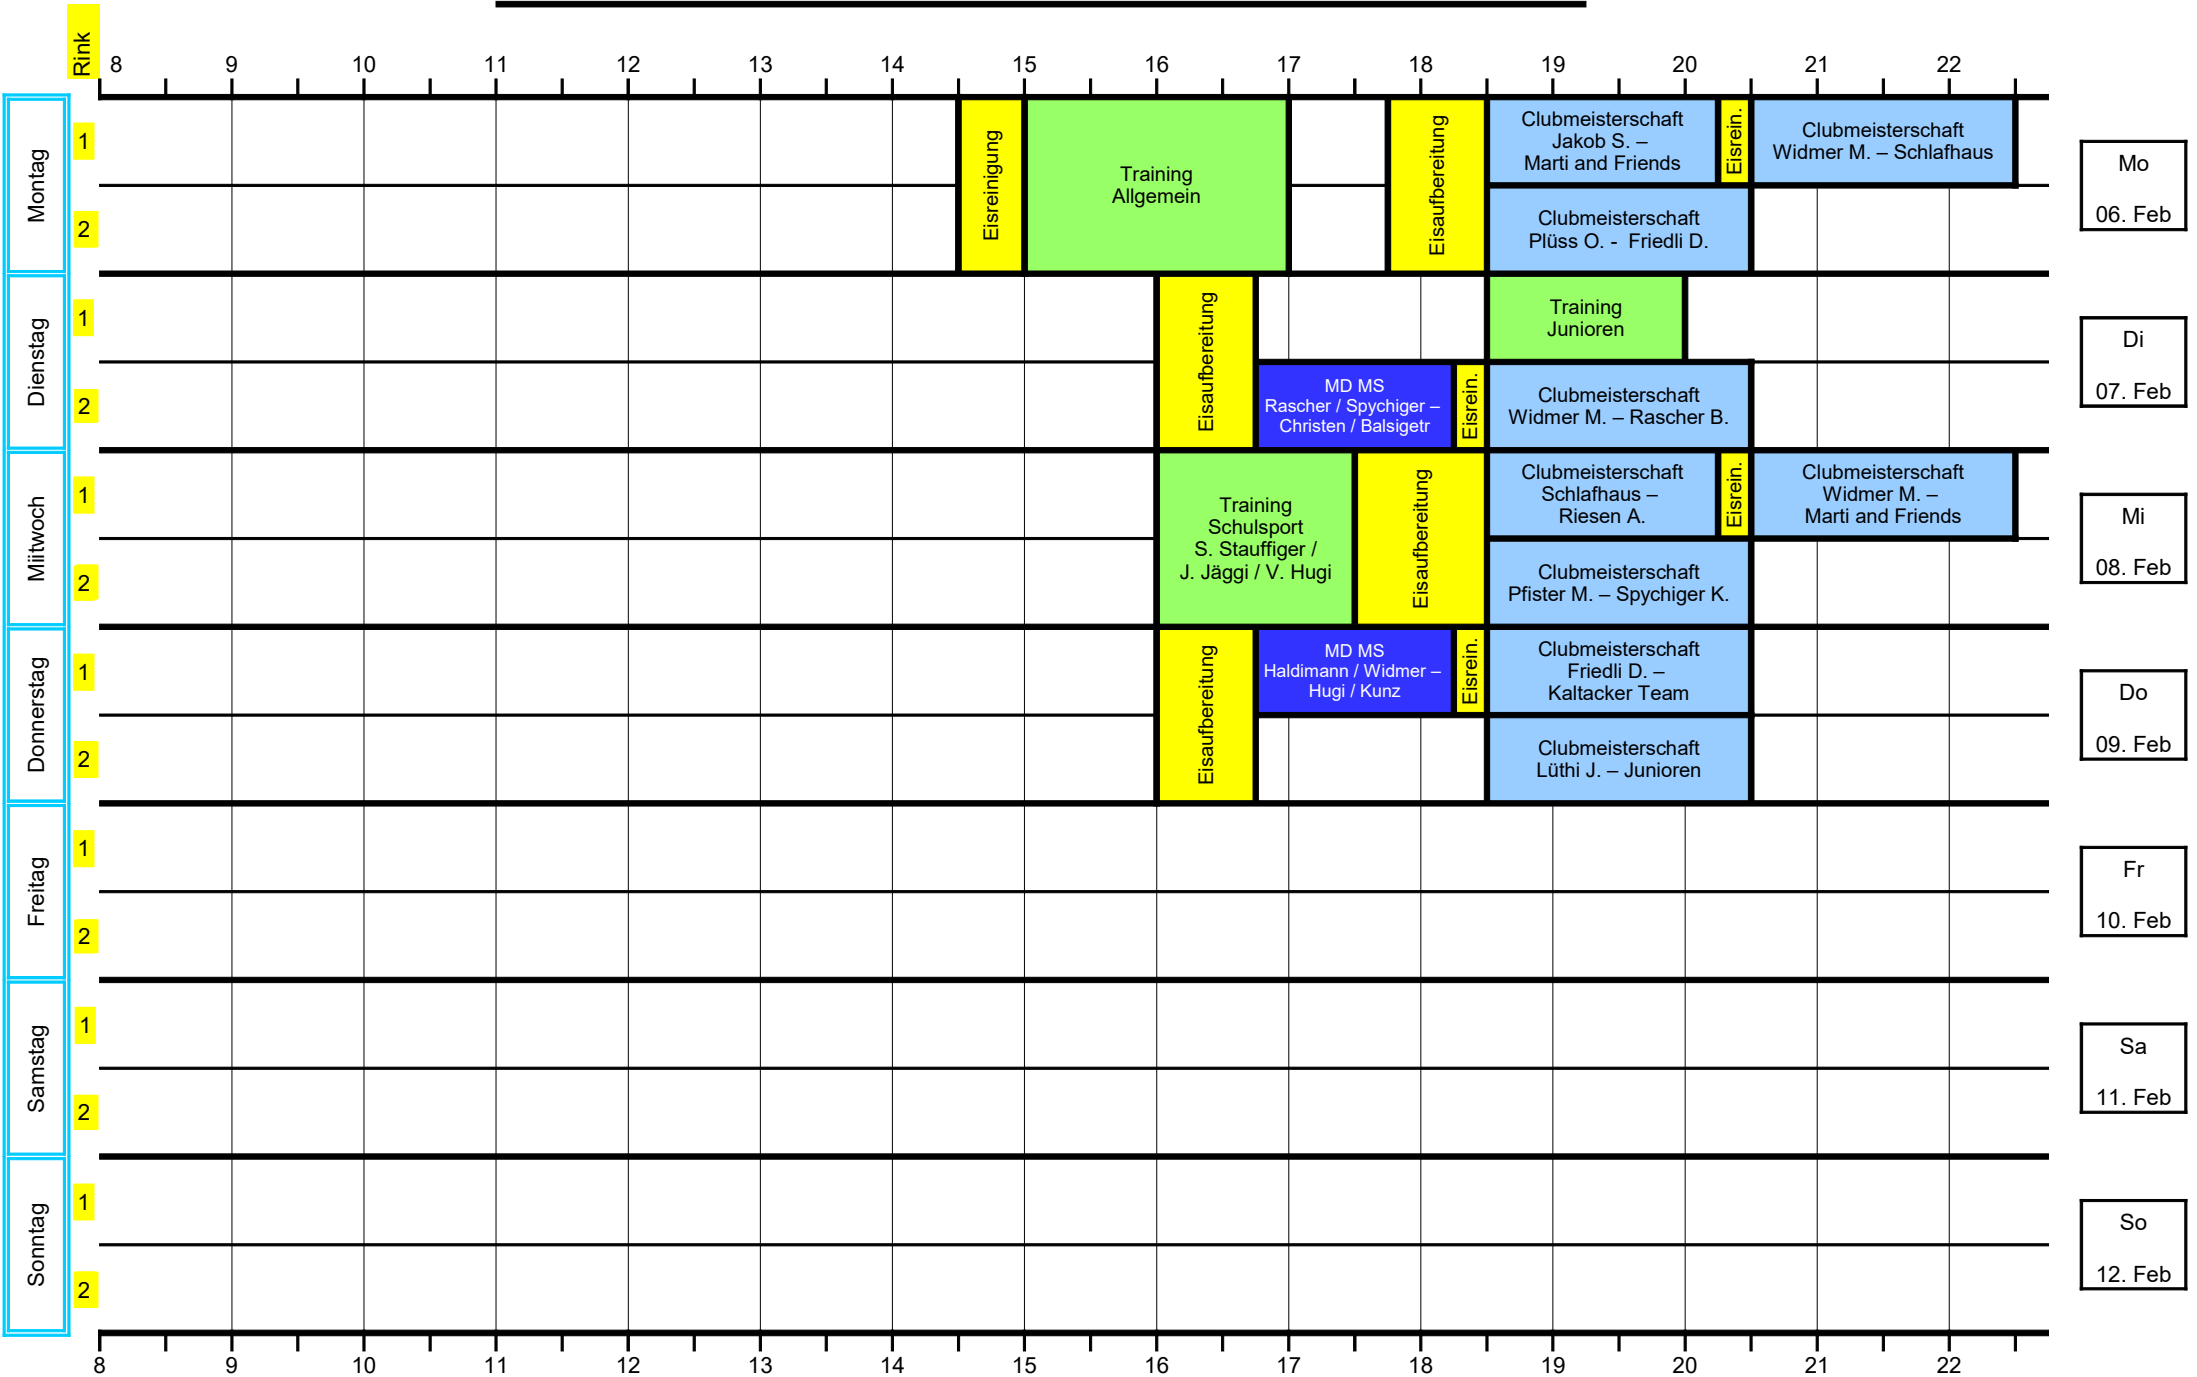 Rink
8 9 10 11 12 13 14 15 16 17 18 19 20 21 22
Montag
1
2
Eisreinigung
Training
Allgemein
Eisaufbereitung
Clubmeisterschaft
Jakob S. –
Marti and Friends
Eisrein.
Clubmeisterschaft
Widmer M. – Schlafhaus
Clubmeisterschaft
Plüss O. - Friedli D.
Mo
06. Feb
Dienstag
1
2
Eisaufbereitung
Training
Junioren
MD MS
Rascher / Spychiger –
Christen / Balsigetr
Eisrein.
Clubmeisterschaft
Widmer M. – Rascher B.
Di
07. Feb
Miitwoch
1
2
Training
Schulsport
S. Stauffiger /
J. Jäggi / V. Hugi
Eisaufbereitung
Clubmeisterschaft
Schlafhaus –
Riesen A.
Eisrein.
Clubmeisterschaft
Widmer M. –
Marti and Friends
Clubmeisterschaft
Pfister M. – Spychiger K.
Mi
08. Feb
Donnerstag
1
2
Eisaufbereitung
MD MS
Haldimann / Widmer –
Hugi / Kunz
Eisrein.
Clubmeisterschaft
Friedli D. –
Kaltacker Team
Clubmeisterschaft
Lüthi J. – Junioren
Do
09. Feb
Freitag
1
2
Fr
10. Feb
Samstag
1
2
Sa
11. Feb
Sonntag
1
2
So
12. Feb
8 9 10 11 12 13 14 15 16 17 18 19 20 21 22